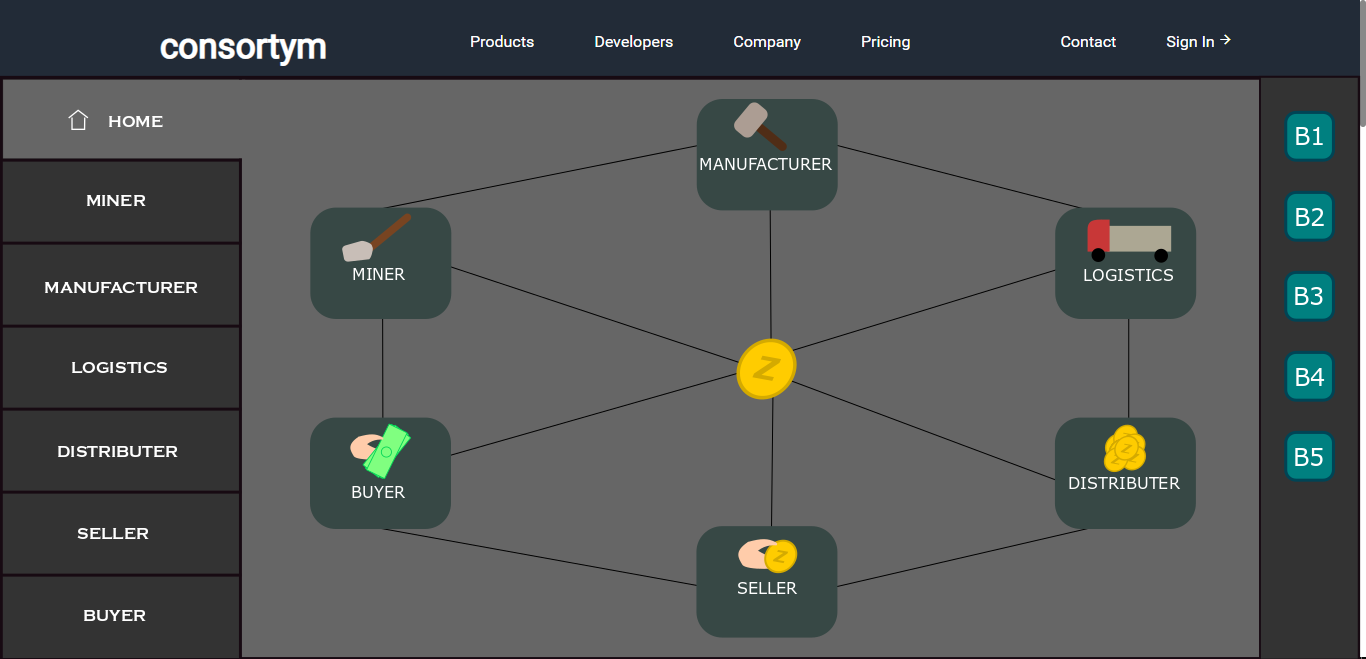 consortym
Products Developers Company Pricing Contact Sign In →
HOME
MINER
MANUFACTURER
LOGISTICS
DISTRIBUTER
SELLER
BUYER
MANUFACTURER
MINER
LOGISTICS
Z
BUYER
Z
DISTRIBUTER
Z
SELLER
B1
B2
B3
B4
B5